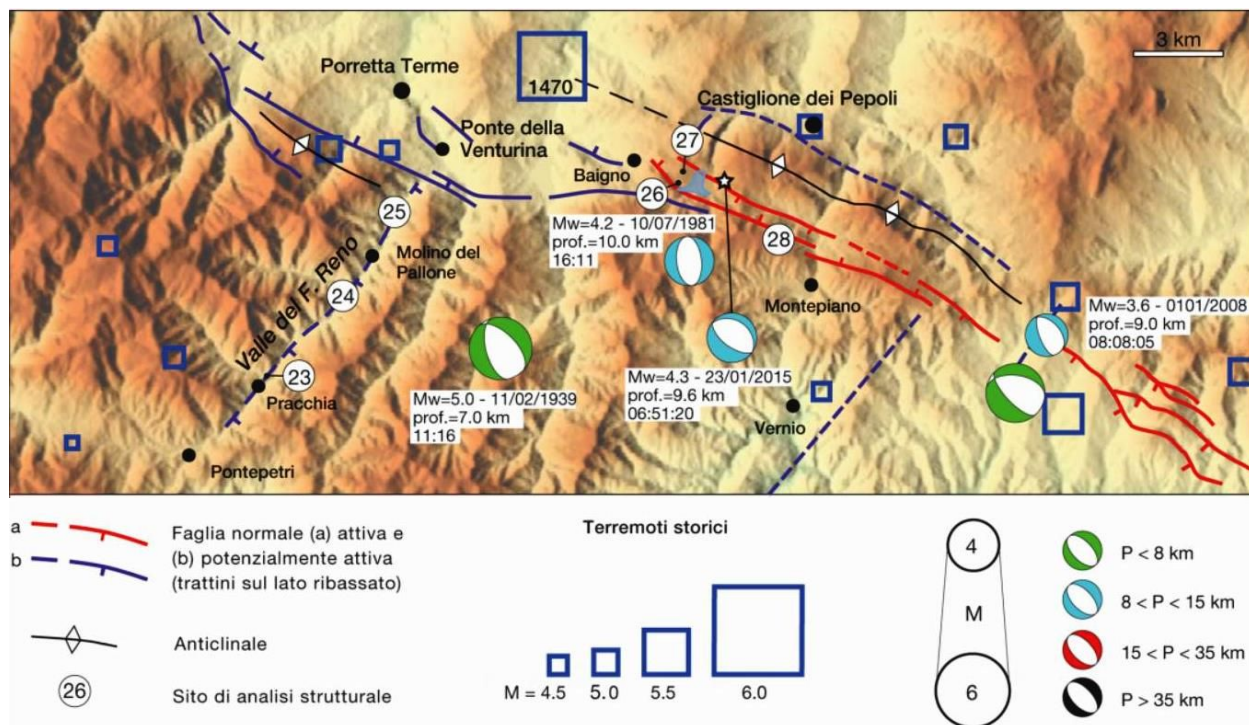 3 km
Porretta Terme
1470
Castiglione dei Pepoli
Ponte della
Venturina
27
Baigno
26
25
Mw=4.2 - 10/07/1981
prof.=10.0 km
16:11
28
Molino del
Pallone
24
Valle del F. Reno
Montepiano
Mw=3.6 - 0101/2008
prof.=9.0 km
08:08:05
23
Pracchia
Mw=5.0 - 11/02/1939
prof.=7.0 km
11:16
Mw=4.3 - 23/01/2015
prof.=9.6 km
06:51:20
Vernio
Pontepetri
a
b
Faglia normale (a) attiva e
(b) potenzialmente attiva
(trattini sul lato ribassato)
Anticlinale
26
Sito di analisi strutturale
Terremoti storici
M = 4.5 5.0 5.5 6.0
4
M
6
P < 8 km
8 < P < 15 km
15 < P < 35 km
P > 35 km